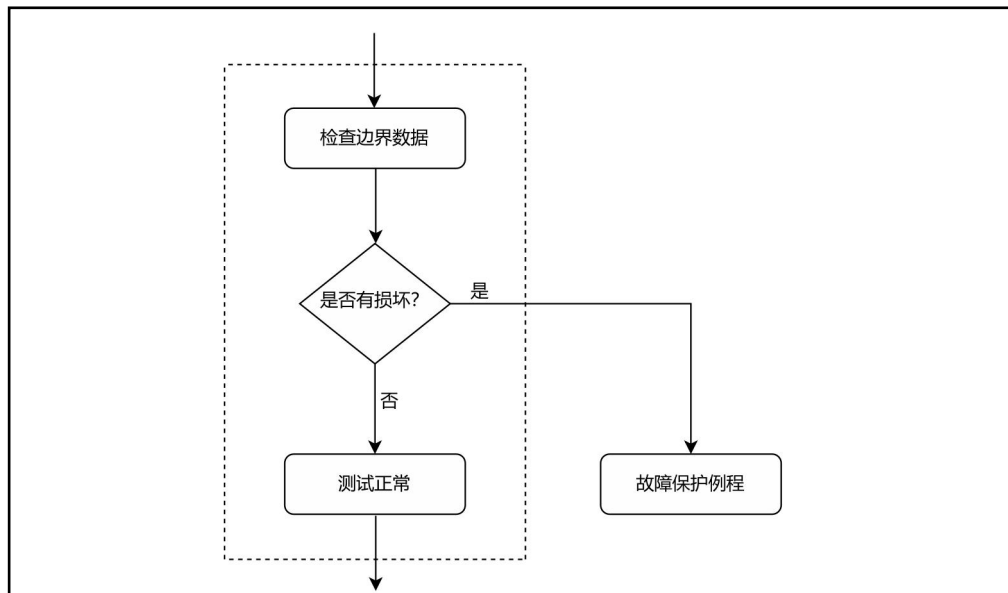 检查边界数据
是否有损坏？
是
否
测试正常
故障保护例程